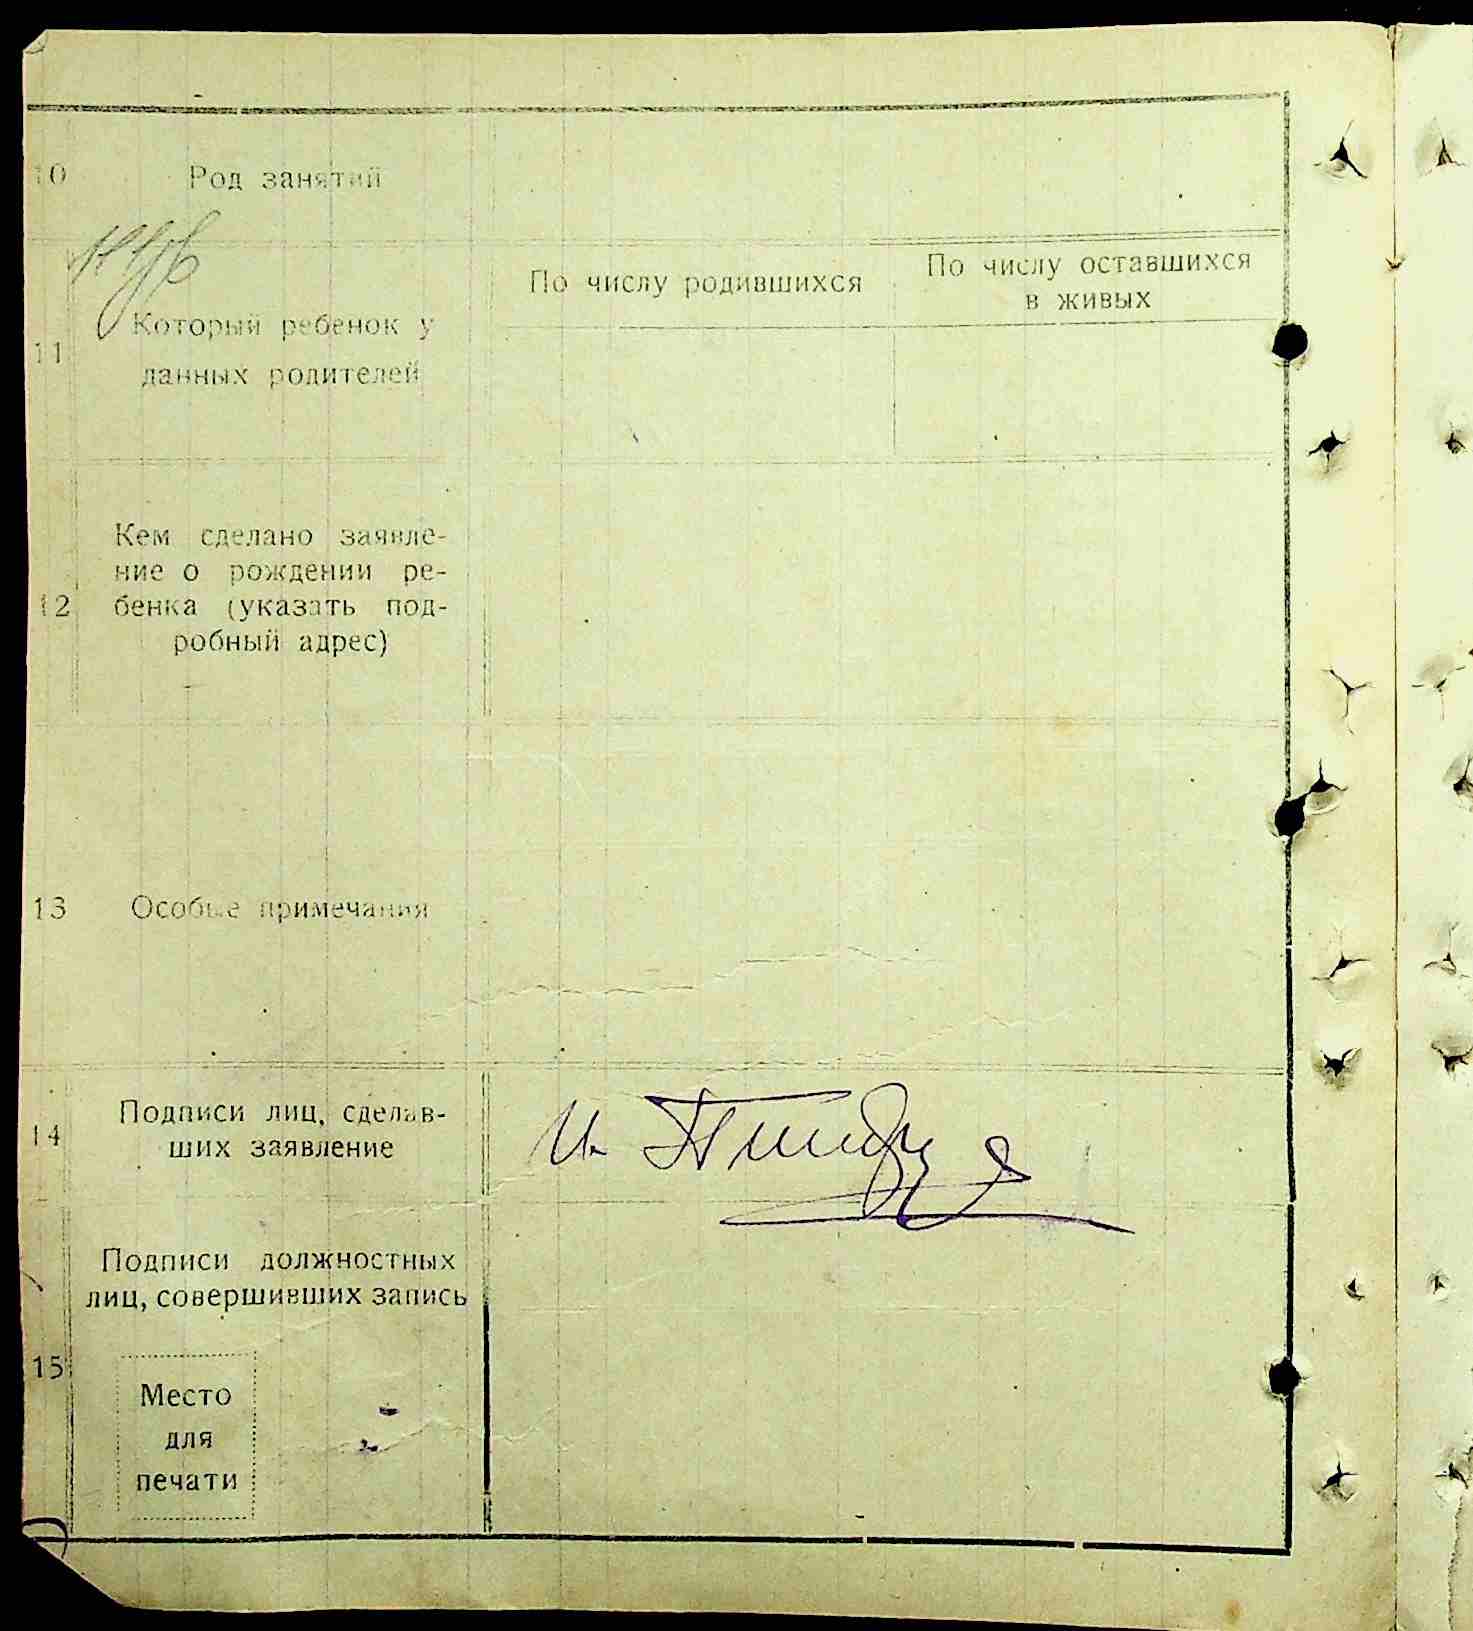 10 Род занятий
По числу родившихся
По числу оставшихся
в живых
11 Который ребенок у
данных родителей
Кем сделано заявле-
ние о рождении ре-
12 бенка (указать под-
робный адрес)
13 Особые примечания
14 Подписи лиц, сделав-
ших заявление
Подписи должностных
лиц, совершивших запись
15
Место
для
печати